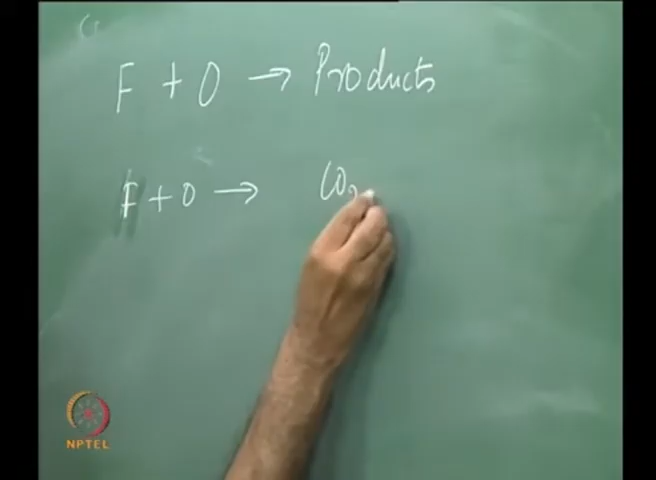 F + O → Products
F + O → CO2
NPTEL